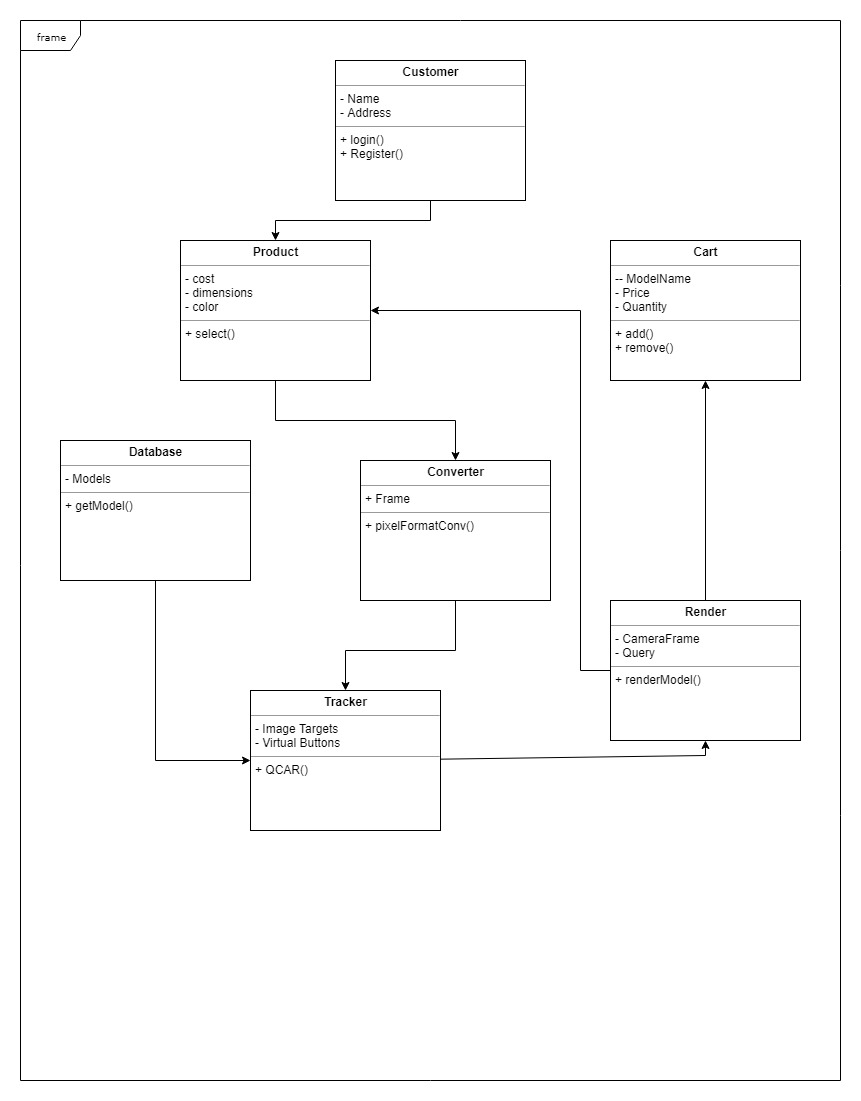 frame
Customer
- Name
- Address
+ login()
+ Register()
Product
- cost
- dimensions
- color
+ select()
Cart
-- ModelName
- Price
- Quantity
+ add()
+ remove()
Database
- Models
+ getModel()
Converter
+ Frame
+ pixelFormatConv()
Render
- CameraFrame
- Query
+ renderModel()
Tracker
- Image Targets
- Virtual Buttons
+ QCAR()